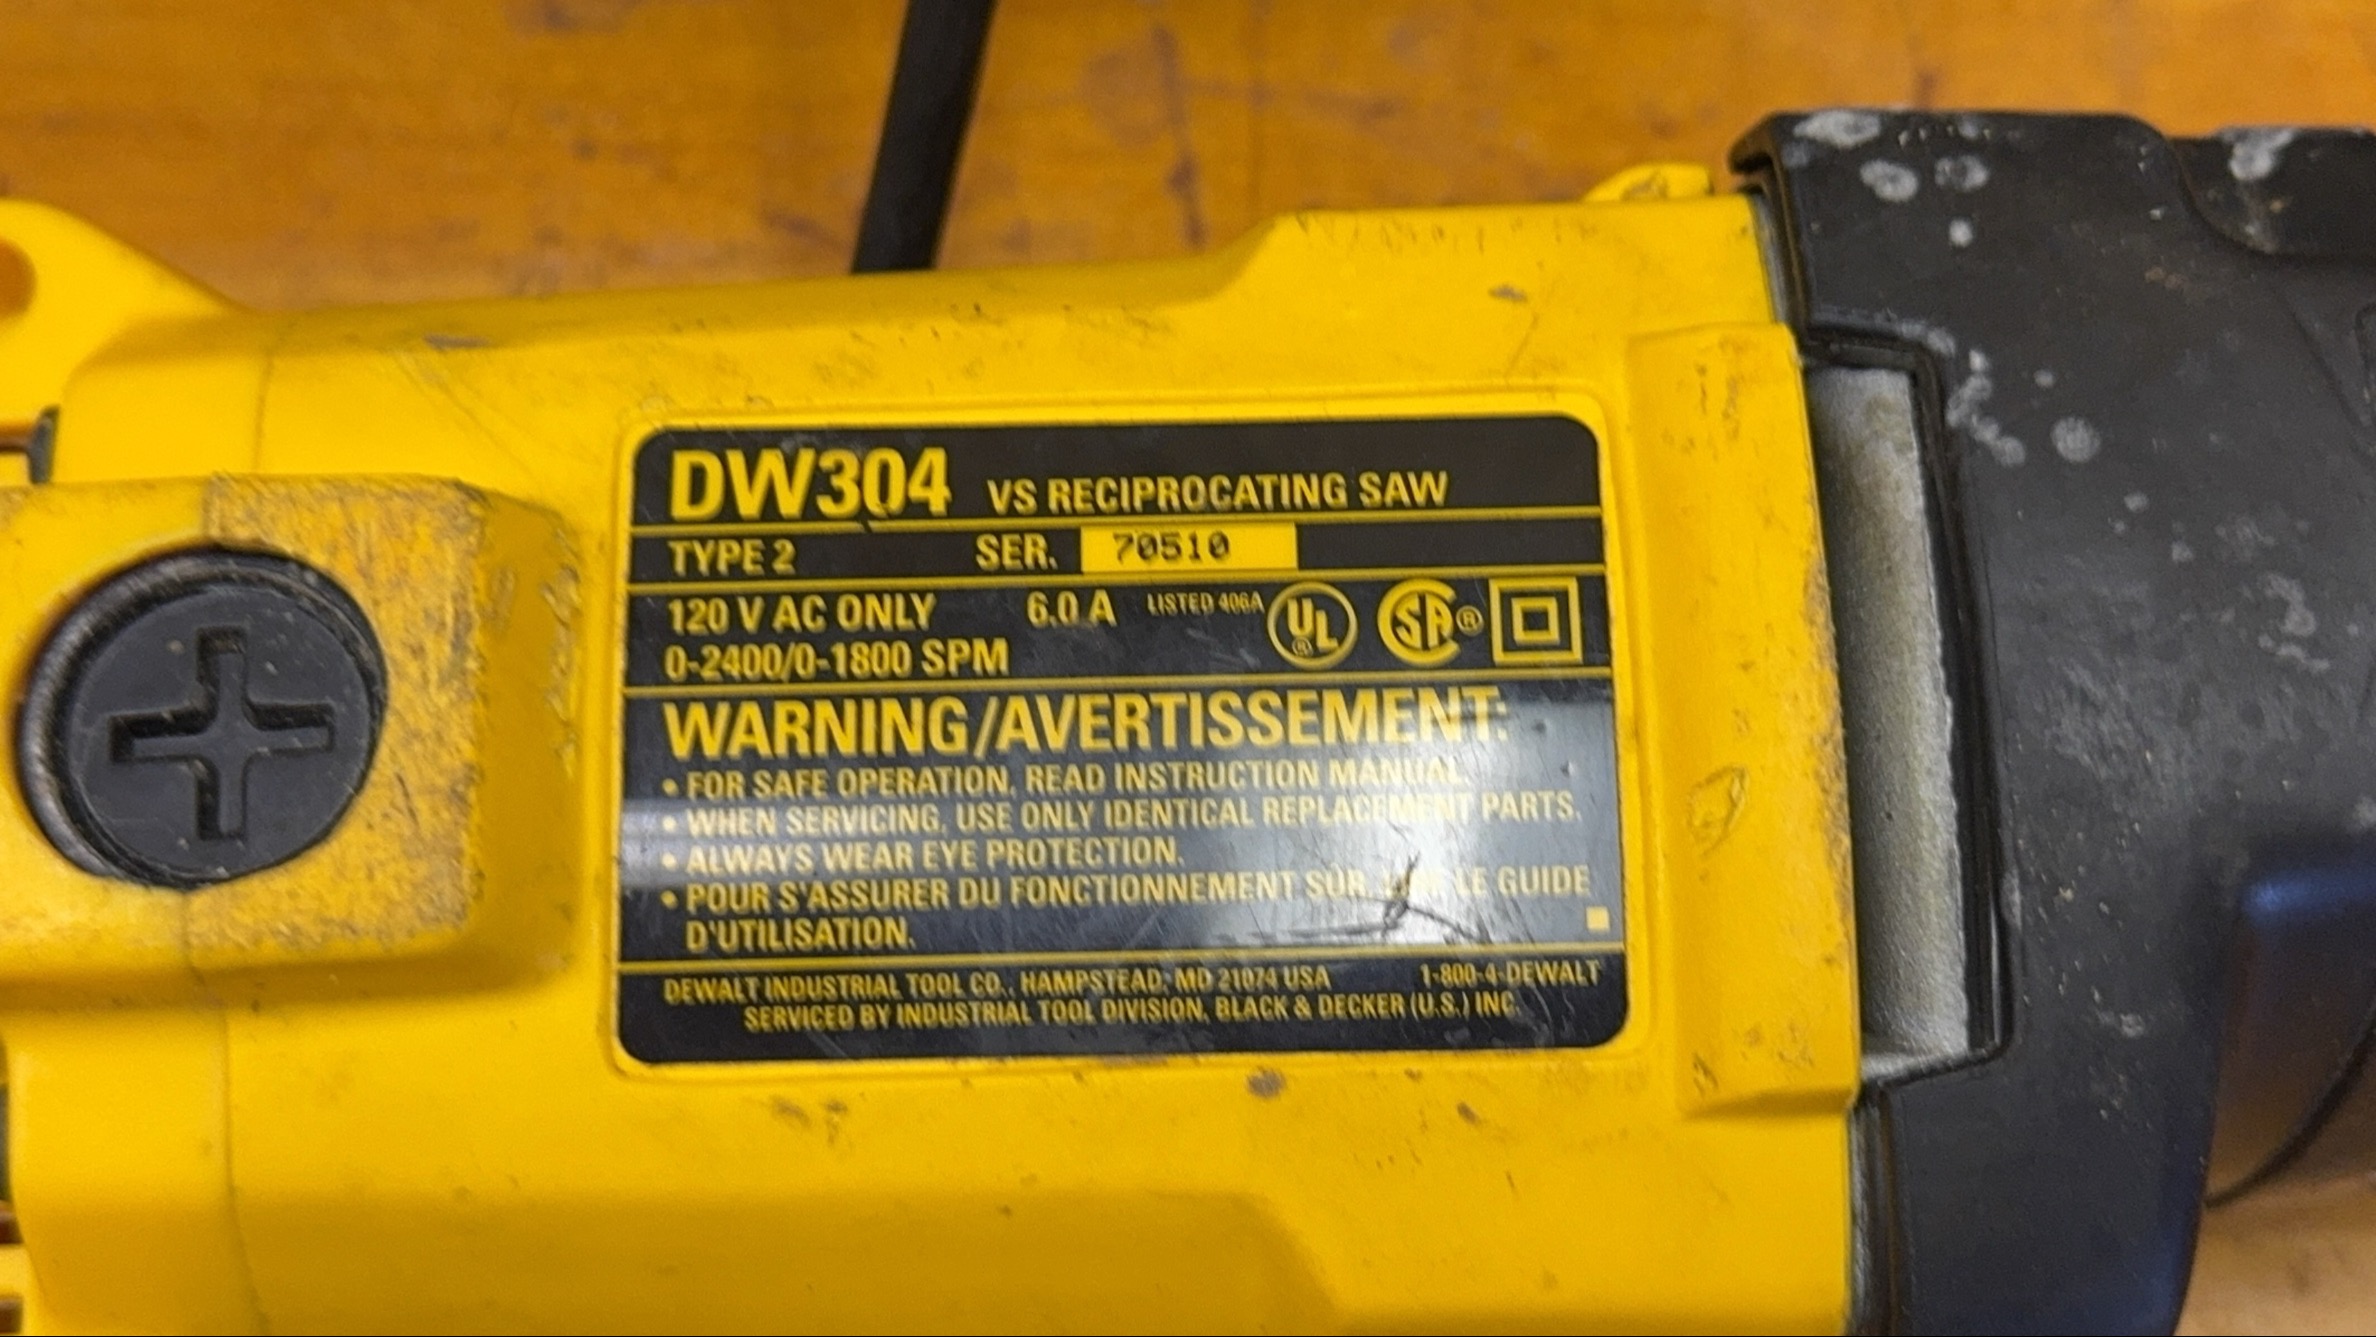 DW304 VS RECIPROCATING SAW
TYPE 2 SER. 70510
120 V AC ONLY 6.0 A LISTED 406A UL ® SA ®
0-2400/0-1800 SPM
WARNING/AVERTISSEMENT:
• FOR SAFE OPERATION, READ INSTRUCTION MANUAL.
• WHEN SERVICING, USE ONLY IDENTICAL REPLACEMENT PARTS.
• ALWAYS WEAR EYE PROTECTION.
• POUR S'ASSURER DU FONCTIONNEMENT SÛR, LE GUIDE
D'UTILISATION.
DEWALT INDUSTRIAL TOOL CO., HAMPSTEAD, MD 21074 USA 1-800-4-DEWALT
SERVICED BY INDUSTRIAL TOOL DIVISION, BLACK & DECKER (U.S.) INC.